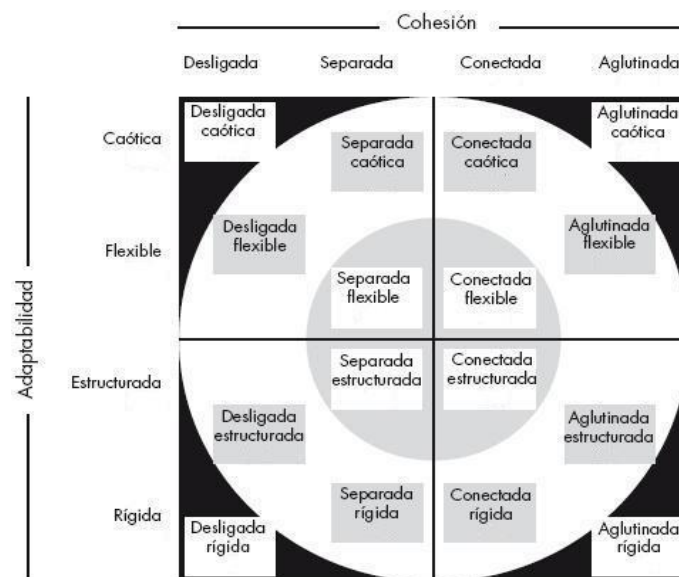 Cohesión
Desligada Separada Conectada Aglutinada
Adaptabilidad
Caótica
Desligada
caótica
Separada
caótica
Conectada
caótica
Aglutinada
caótica
Flexible
Desligada
flexible
Separada
flexible
Conectada
flexible
Aglutinada
flexible
Estructurada
Desligada
estructurada
Separada
estructurada
Conectada
estructurada
Aglutinada
estructurada
Rígida
Desligada
rígida
Separada
rígida
Conectada
rígida
Aglutinada
rígida